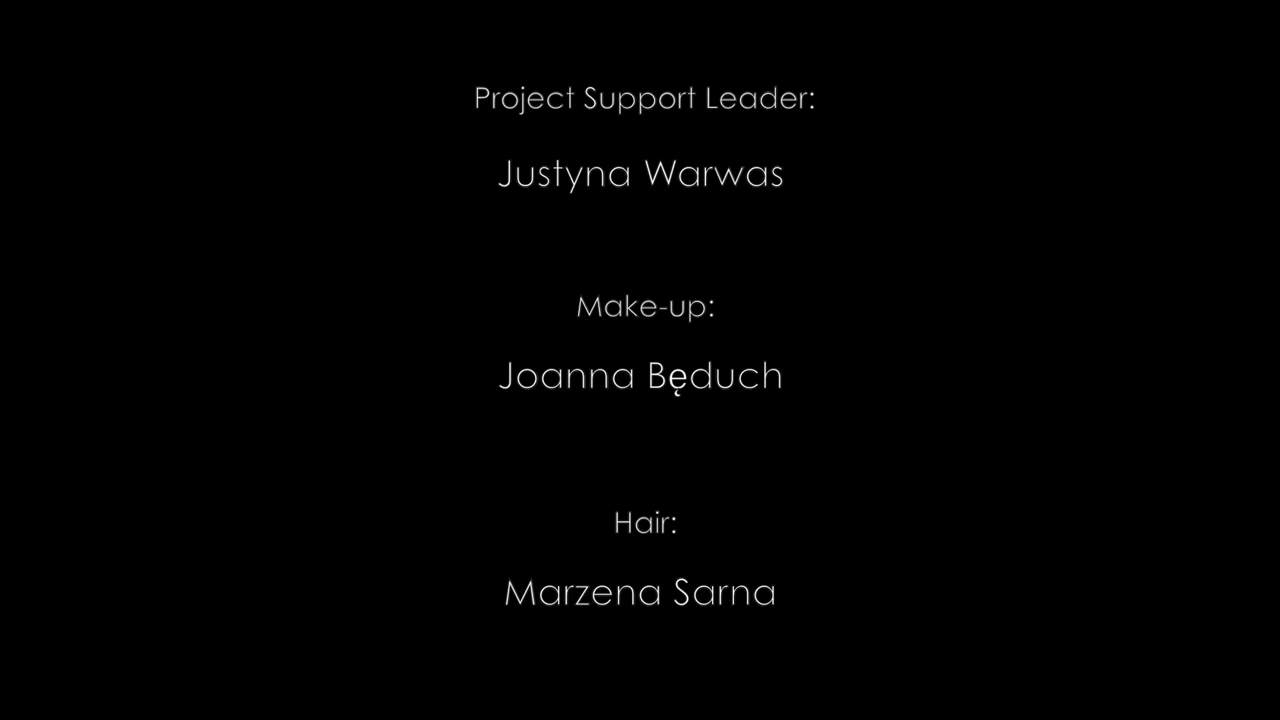 Project Support Leader:
Justyna Warwas
Make-up:
Joanna Będuch
Hair:
Marzena Sarna